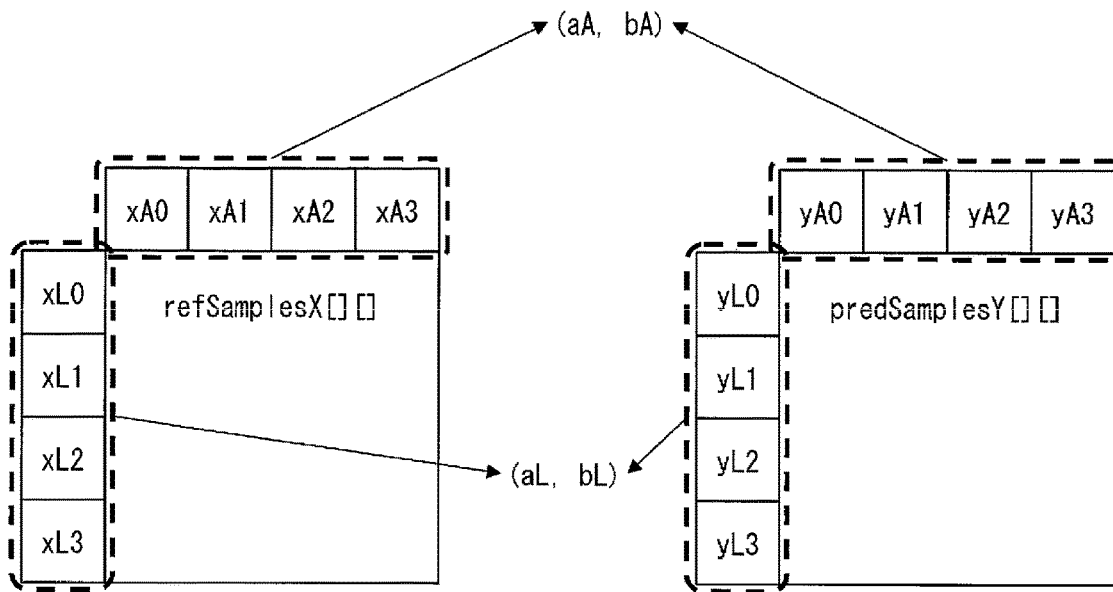 (aA, bA)
xA0 xA1 xA2 xA3
yA0 yA1 yA2 yA3
xL0
xL1
xL2
xL3
refSamplesX[][]
yL0
yL1
yL2
yL3
predSamplesY[][]
(aL, bL)